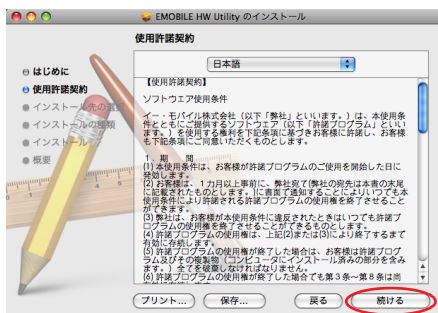 EMOBILE HW Utility のインストール
使用許諾契約
日本語
はじめに
使用許諾契約
インストール先の選択
インストールの種類
インストール
概要
【使用許諾契約】
ソフトウエア使用条件
イー・モバイル株式会社（以下「弊社」といいます。）は、本使用条
件とともにご提供するソフトウエア（以下「許諾プログラム」といい
ます。）を使用する権利を下記条項に基づきお客様に許諾し、お客様
も下記条項にご同意いただくものとします。
1．期　間
(1) 本使用条件は、お客様が許諾プログラムのご使用を開始した日に
発効します。
(2) お客様は、１カ月以上事前に、弊社宛て(弊社の宛先は本書の末尾
に記載されたものとします。)に書面で通知することによりいつでも本
使用条件により許諾される許諾プログラムの使用権を終了させること
ができます。
(3) 弊社は、お客様が本使用条件に違反されたときはいつでも許諾プ
ログラムの使用権を終了させることができるものとします。
(4) 許諾プログラムの使用権は、上記(2)または(3)により終了するまで
有効に存続します。
(5) 許諾プログラムの使用権が終了した場合は、お客様は許諾プログ
ラム及びその複製物（コンピュータにインストール済みの部分を含み
ます。）全てを破棄しなければなりません。
(6) 許諾プログラムの使用権が終了した場合でも第３条～第８条は尚
プリント...
保存...
戻る
続ける